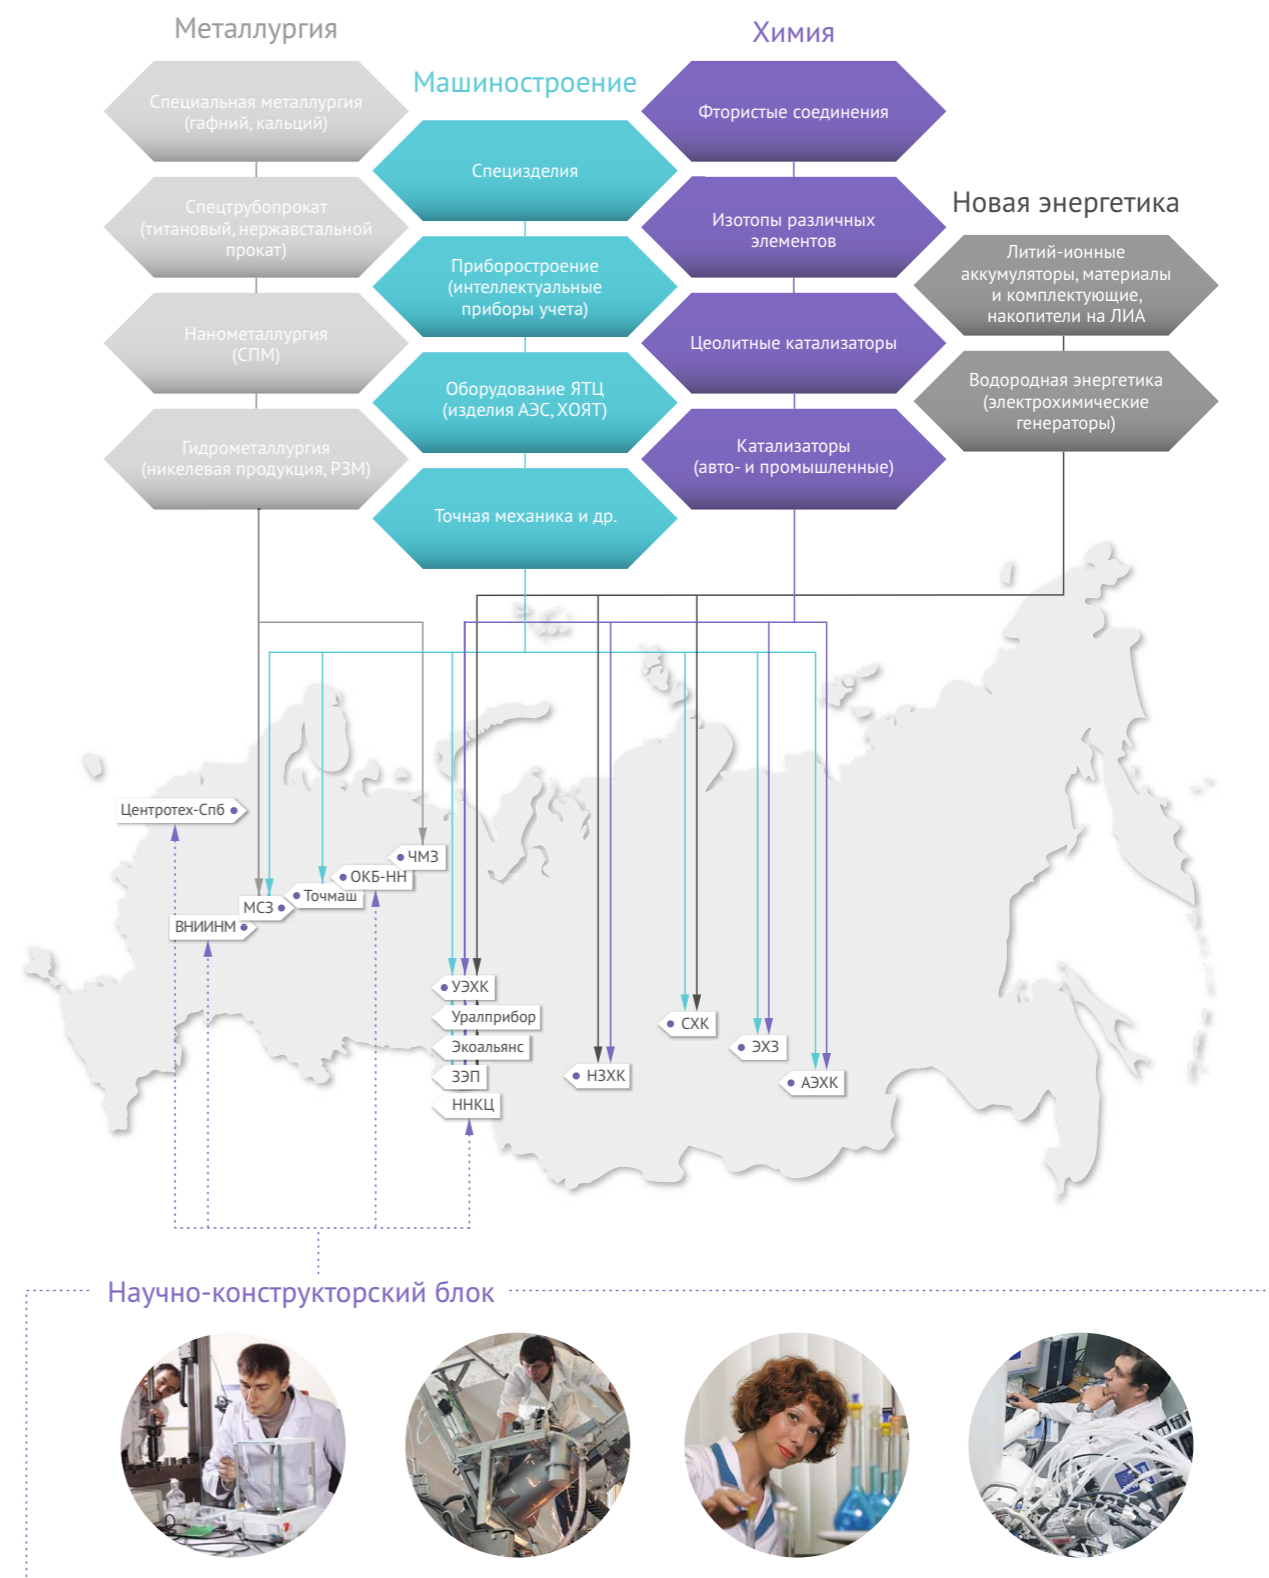 Металлургия
Специальная металлургия
(гафний, кальций)
Спецтрубопрокат
(титановый, нержавстальной
прокат)
Нанометаллургия
(СПМ)
Гидрометаллургия
(никелевая продукция, РЗМ)
Машиностроение
Специзделия
Приборостроение
(интеллектуальные
приборы учета)
Оборудование ЯТЦ
(изделия АЭС, ХОЯТ)
Точная механика и др.
Химия
Фтористые соединения
Изотопы различных
элементов
Цеолитные катализаторы
Катализаторы
(авто- и промышленные)
Новая энергетика
Литий-ионные
аккумуляторы, материалы
и комплектующие,
накопители на ЛИА
Водородная энергетика
(электрохимические
генераторы)
Центротех-Спб
ЧМЗ
ОКБ-НН
Точмаш
МСЗ
ВНИИНМ
УЭХК
Уралприбор
Экоальянс
ЗЭП
ННКЦ
НЗХК
СХК
ЭХЗ
АЭХК
Научно-конструкторский блок